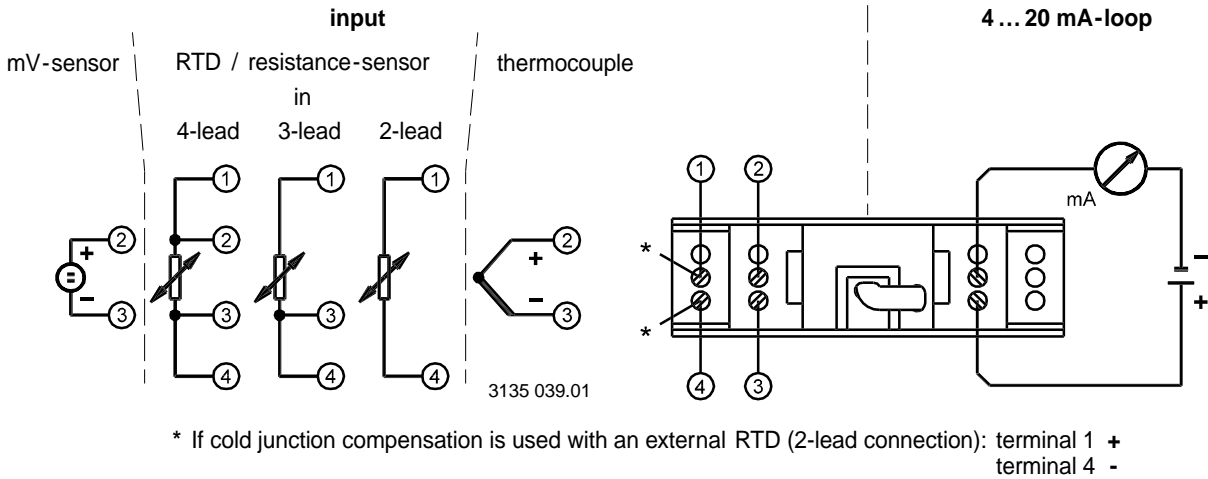 input
4 ... 20 mA-loop
mV-sensor
RTD / resistance-sensor
thermocouple
in
4-lead
3-lead
2-lead
1
1
1
1
2
mA
2
2
2
+
+
*
−
−
−
+
3
3
3
3
*
4
4
4
4
3
3135 039.01
* If cold junction compensation is used with an external RTD (2-lead connection): terminal 1 +
terminal 4 -